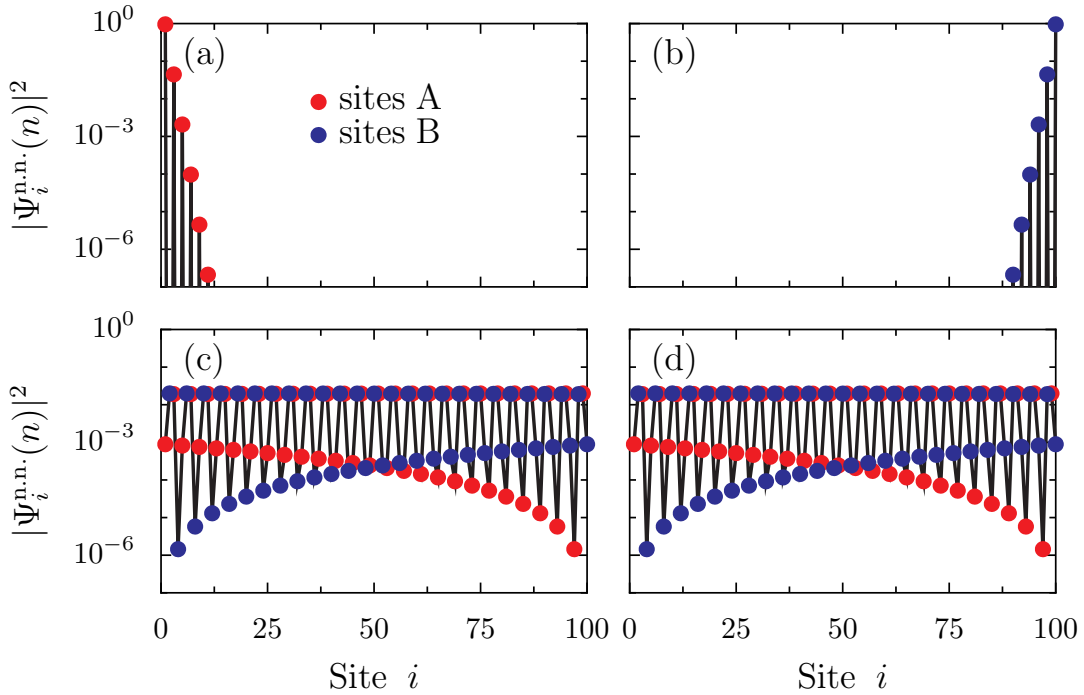 (a) (b)
sites A
sites B
10^0
10^{-3}
10^{-6}
|Ψ_i^{n.n.}(n)|^2
(c) (d)
10^0
10^{-3}
10^{-6}
|Ψ_i^{n.n.}(n)|^2
0 25 50 75 100 0 25 50 75 100
Site i Site i